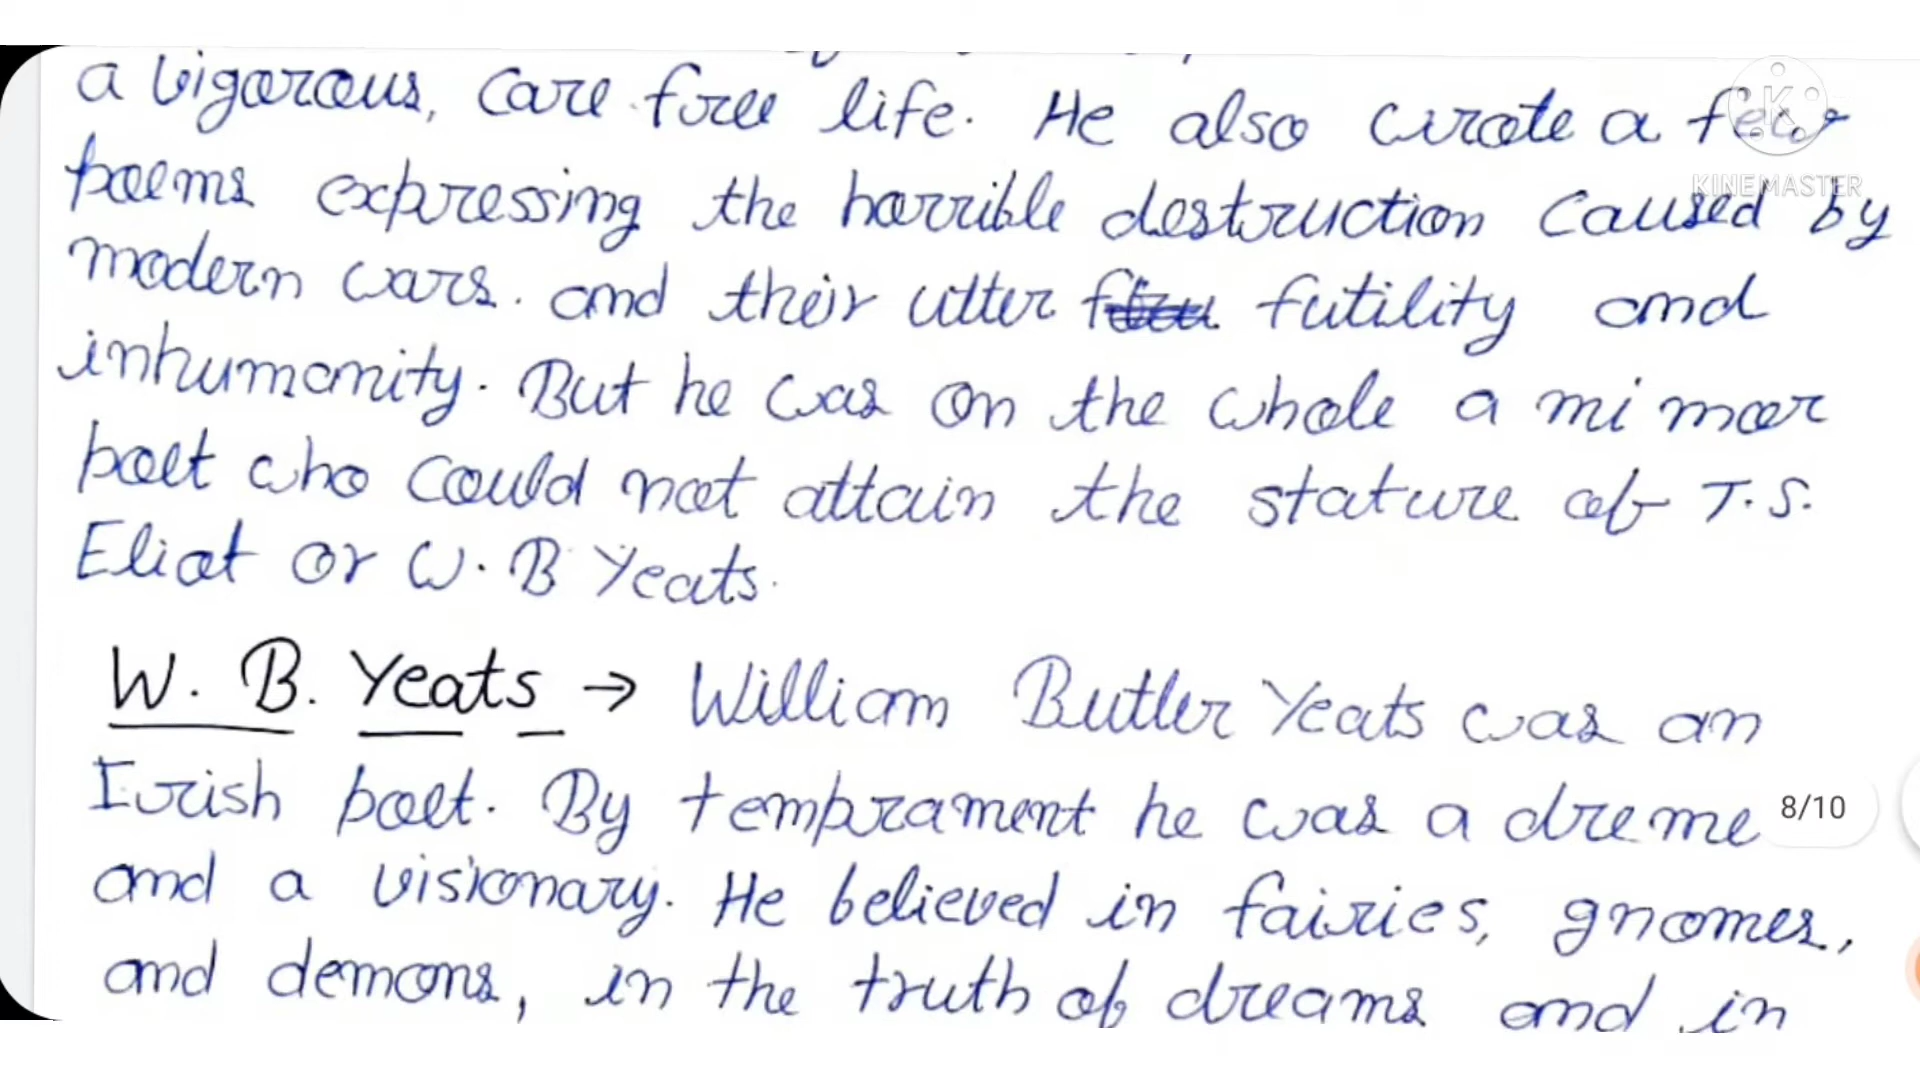 a vigorous, care free life. He also wrote a few
poems expressing the horrible destruction caused by
modern wars. and their utter futility and
inhumanity. But he was on the whole a minor
poet who could not attain the stature of T.S.
Eliot or W.B Yeats.
W. B. Yeats → William Butler Yeats was an
Irish poet. By temprament he was a dreme
and a visionary. He believed in fairies, gnomes,
and demons, in the truth of dreams and in
KINEMASTER
8/10